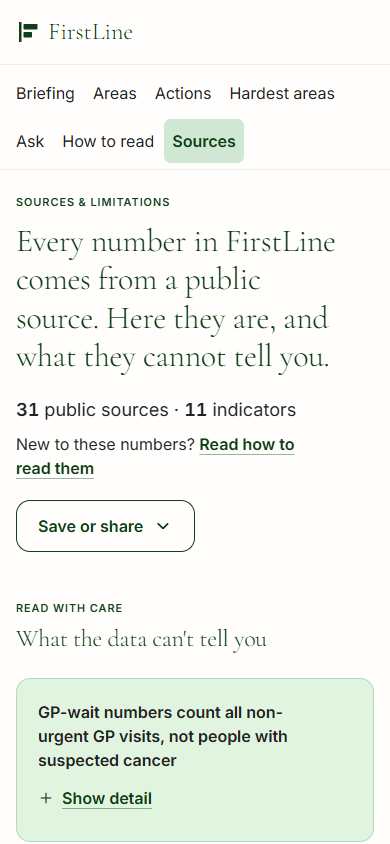 FirstLine
Briefing Areas Actions Hardest areas
Ask How to read Sources
SOURCES & LIMITATIONS
Every number in FirstLine
comes from a public
source. Here they are, and
what they cannot tell you.
31 public sources · 11 indicators
New to these numbers? Read how to
read them
Save or share
READ WITH CARE
What the data can't tell you
GP-wait numbers count all non-
urgent GP visits, not people with
suspected cancer
+ Show detail